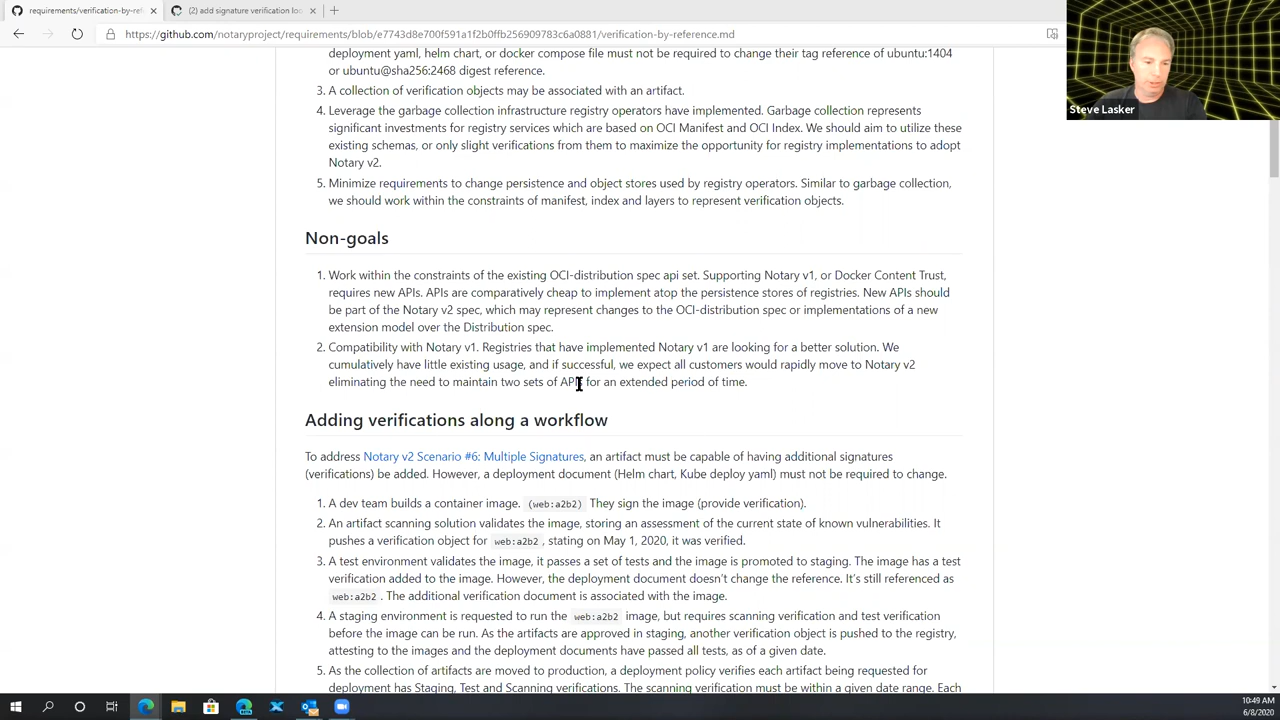 requirements/verification-by-ref
(2) add signature verification loo
https://github.com/notaryproject/requirements/blob/e7743d8e700f591a1f2b0ffb256909783c6a0881/verification-by-reference.md
Steve Lasker
deployment yaml, helm chart, or docker compose file must not be required to change their tag reference of ubuntu:1404
or ubuntu@sha256:2468 digest reference.
3. A collection of verification objects may be associated with an artifact.
4. Leverage the garbage collection infrastructure registry operators have implemented. Garbage collection represents
significant investments for registry services which are based on OCI Manifest and OCI Index. We should aim to utilize these
existing schemas, or only slight verifications from them to maximize the opportunity for registry implementations to adopt
Notary v2.
5. Minimize requirements to change persistence and object stores used by registry operators. Similar to garbage collection,
we should work within the constraints of manifest, index and layers to represent verification objects.
Non-goals
1. Work within the constraints of the existing OCI-distribution spec api set. Supporting Notary v1, or Docker Content Trust,
requires new APIs. APIs are comparatively cheap to implement atop the persistence stores of registries. New APIs should
be part of the Notary v2 spec, which may represent changes to the OCI-distribution spec or implementations of a new
extension model over the Distribution spec.
2. Compatibility with Notary v1. Registries that have implemented Notary v1 are looking for a better solution. We
cumulatively have little existing usage, and if successful, we expect all customers would rapidly move to Notary v2
eliminating the need to maintain two sets of APIs for an extended period of time.
Adding verifications along a workflow
To address Notary v2 Scenario #6: Multiple Signatures, an artifact must be capable of having additional signatures
(verifications) be added. However, a deployment document (Helm chart, Kube deploy yaml) must not be required to change.
1. A dev team builds a container image. (web:a2b2) They sign the image (provide verification).
2. An artifact scanning solution validates the image, storing an assessment of the current state of known vulnerabilities. It
pushes a verification object for web:a2b2, stating on May 1, 2020, it was verified.
3. A test environment validates the image, it passes a set of tests and the image is promoted to staging. The image has a test
verification added to the image. However, the deployment document doesn't change the reference. It's still referenced as
web:a2b2. The additional verification document is associated with the image.
4. A staging environment is requested to run the web:a2b2 image, but requires scanning verification and test verification
before the image can be run. As the artifacts are approved in staging, another verification object is pushed to the registry,
attesting to the images and the deployment documents have passed all tests, as of a given date.
5. As the collection of artifacts are moved to production, a deployment policy verifies each artifact being requested for
deployment has Staging, Test and Scanning verifications. The scanning verification must be within a given date range. Each
10:49 AM
6/8/2020